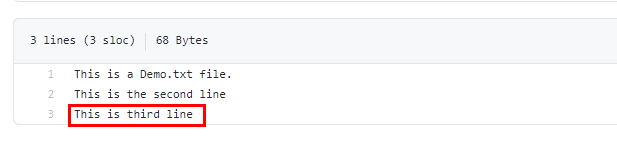 3 lines (3 sloc) 68 Bytes
1 This is a Demo.txt file.
2 This is the second line
3 This is third line